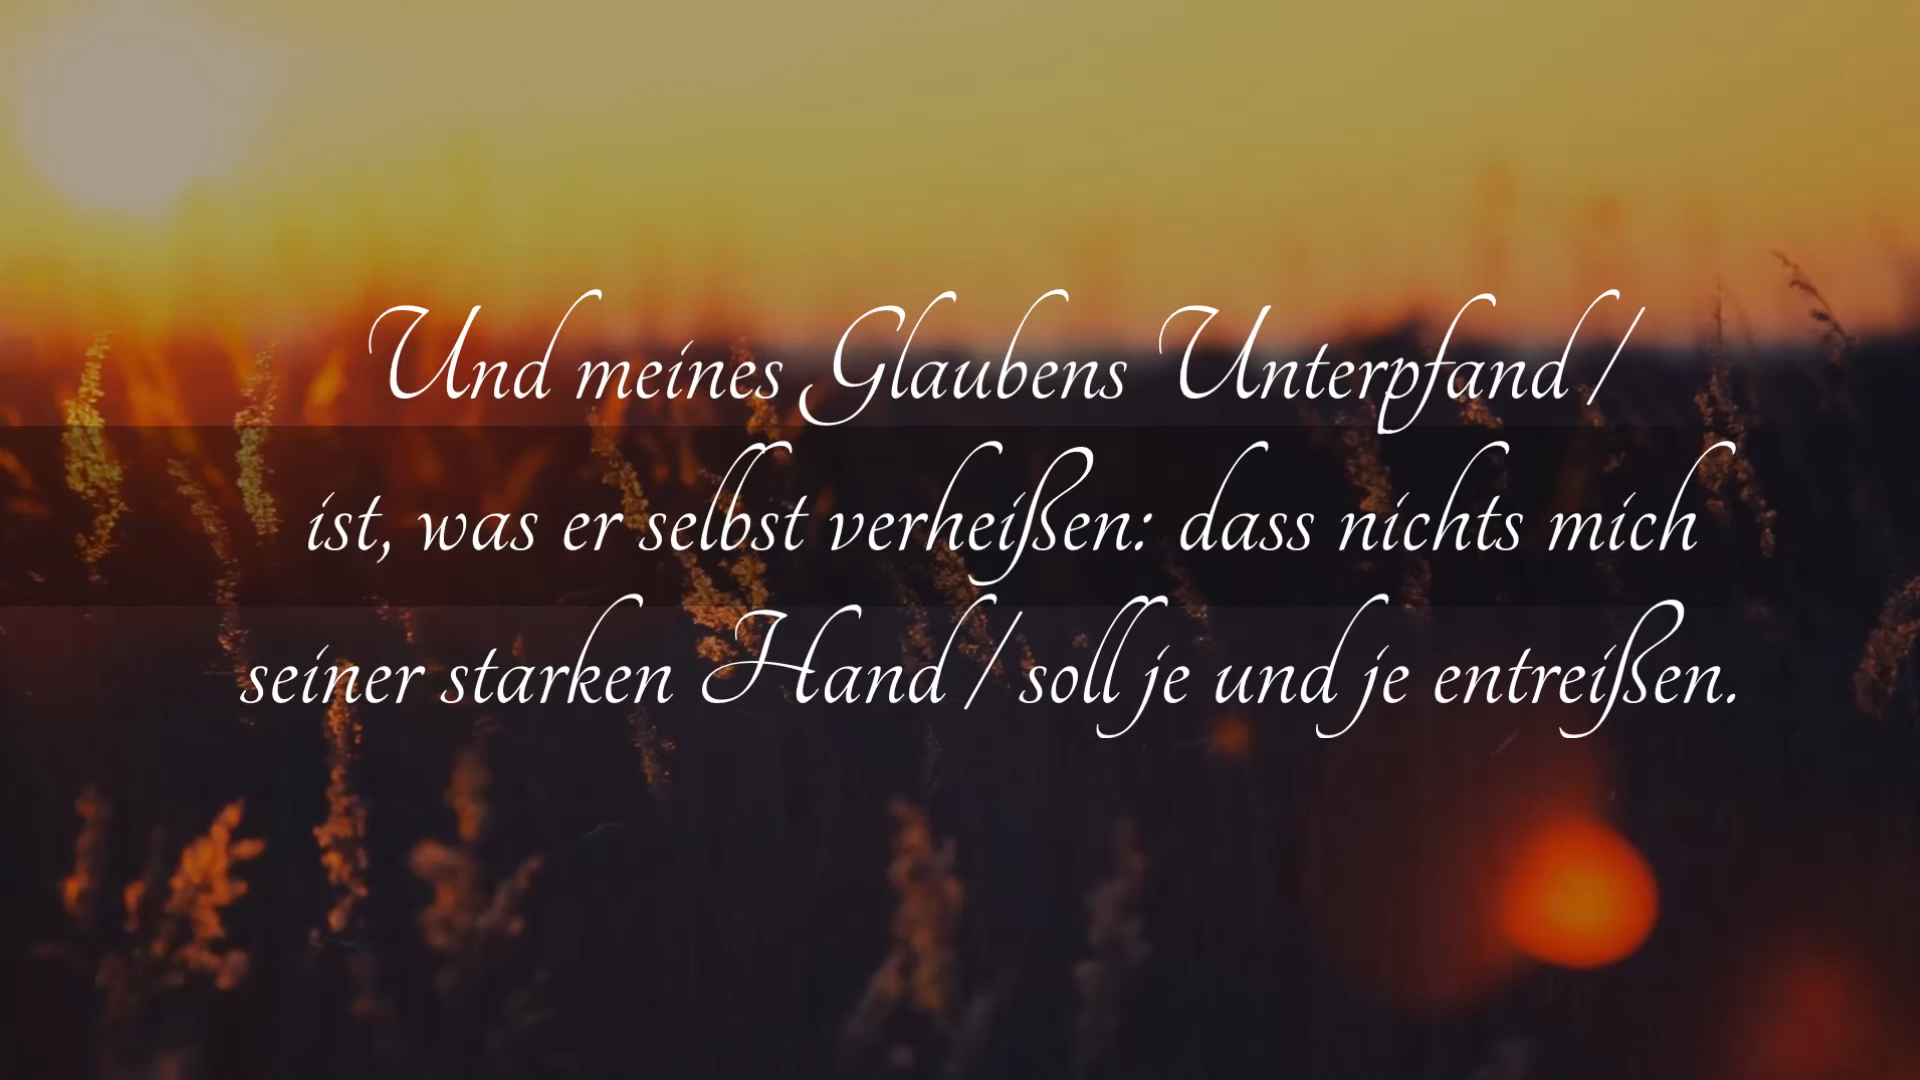 Und meines Glaubens Unterpfand /
ist, was er selbst verheißen: dass nichts mich
seiner starken Hand / soll je und je entreißen.